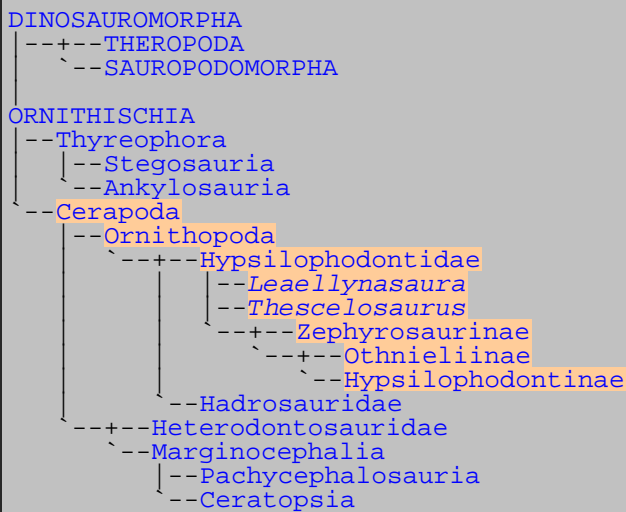 DINOSAUROMORPHA
|--+--THEROPODA
|  `--SAUROPODOMORPHA
|
ORNITHISCHIA
|--Thyreophora
|  |--Stegosauria
|  `--Ankylosauria
`--Cerapoda
   |--Ornithopoda
   |  `--+--Hypsilophodontidae
   |     |  |--Leaellynasaura
   |     |  |--Thescelosaurus
   |     |  `--+--Zephyrosaurinae
   |     |     `--+--Othnieliinae
   |     |        `--Hypsilophodontinae
   |     `--Hadrosauridae
   `--+--Heterodontosauridae
      `--Marginocephalia
         |--Pachycephalosauria
         `--Ceratopsia